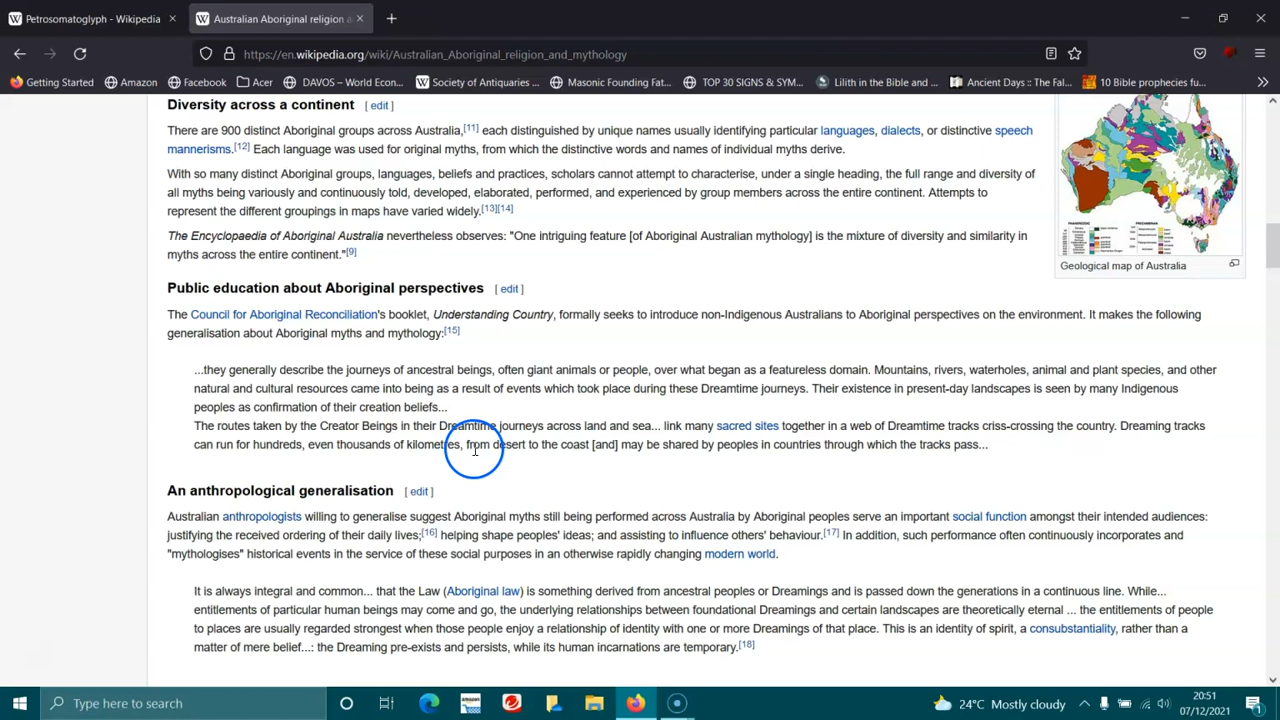 Petrosomatoglyph - Wikipedia
Australian Aboriginal religion a
https://en.wikipedia.org/wiki/Australian_Aboriginal_religion_and_mythology
Getting Started
Amazon
Facebook
Acer
DAVOS – World Econ...
Society of Antiquaries ...
Masonic Founding Fat...
TOP 30 SIGNS & SYM...
Lilith in the Bible and ...
Ancient Days :: The Fal...
10 Bible prophecies fu...
Diversity across a continent [ edit ]
There are 900 distinct Aboriginal groups across Australia,[11] each distinguished by unique names usually identifying particular languages, dialects, or distinctive speech
mannerisms.[12] Each language was used for original myths, from which the distinctive words and names of individual myths derive.
With so many distinct Aboriginal groups, languages, beliefs and practices, scholars cannot attempt to characterise, under a single heading, the full range and diversity of
all myths being variously and continuously told, developed, elaborated, performed, and experienced by group members across the entire continent. Attempts to
represent the different groupings in maps have varied widely.[13][14]
The Encyclopaedia of Aboriginal Australia nevertheless observes: "One intriguing feature [of Aboriginal Australian mythology] is the mixture of diversity and similarity in
myths across the entire continent."[9]
Geological map of Australia
Public education about Aboriginal perspectives [ edit ]
The Council for Aboriginal Reconciliation's booklet, Understanding Country, formally seeks to introduce non-Indigenous Australians to Aboriginal perspectives on the environment. It makes the following
generalisation about Aboriginal myths and mythology:[15]
...they generally describe the journeys of ancestral beings, often giant animals or people, over what began as a featureless domain. Mountains, rivers, waterholes, animal and plant species, and other
natural and cultural resources came into being as a result of events which took place during these Dreamtime journeys. Their existence in present-day landscapes is seen by many Indigenous
peoples as confirmation of their creation beliefs...
The routes taken by the Creator Beings in their Dreamtime journeys across land and sea... link many sacred sites together in a web of Dreamtime tracks criss-crossing the country. Dreaming tracks
can run for hundreds, even thousands of kilometres, from desert to the coast [and] may be shared by peoples in countries through which the tracks pass...
An anthropological generalisation [ edit ]
Australian anthropologists willing to generalise suggest Aboriginal myths still being performed across Australia by Aboriginal peoples serve an important social function amongst their intended audiences:
justifying the received ordering of their daily lives;[16] helping shape peoples' ideas; and assisting to influence others' behaviour.[17] In addition, such performance often continuously incorporates and
"mythologises" historical events in the service of these social purposes in an otherwise rapidly changing modern world.
It is always integral and common... that the Law (Aboriginal law) is something derived from ancestral peoples or Dreamings and is passed down the generations in a continuous line. While...
entitlements of particular human beings may come and go, the underlying relationships between foundational Dreamings and certain landscapes are theoretically eternal ... the entitlements of people
to places are usually regarded strongest when those people enjoy a relationship of identity with one or more Dreamings of that place. This is an identity of spirit, a consubstantiality, rather than a
matter of mere belief...: the Dreaming pre-exists and persists, while its human incarnations are temporary.[18]
Type here to search
24°C Mostly cloudy
20:51
07/12/2021